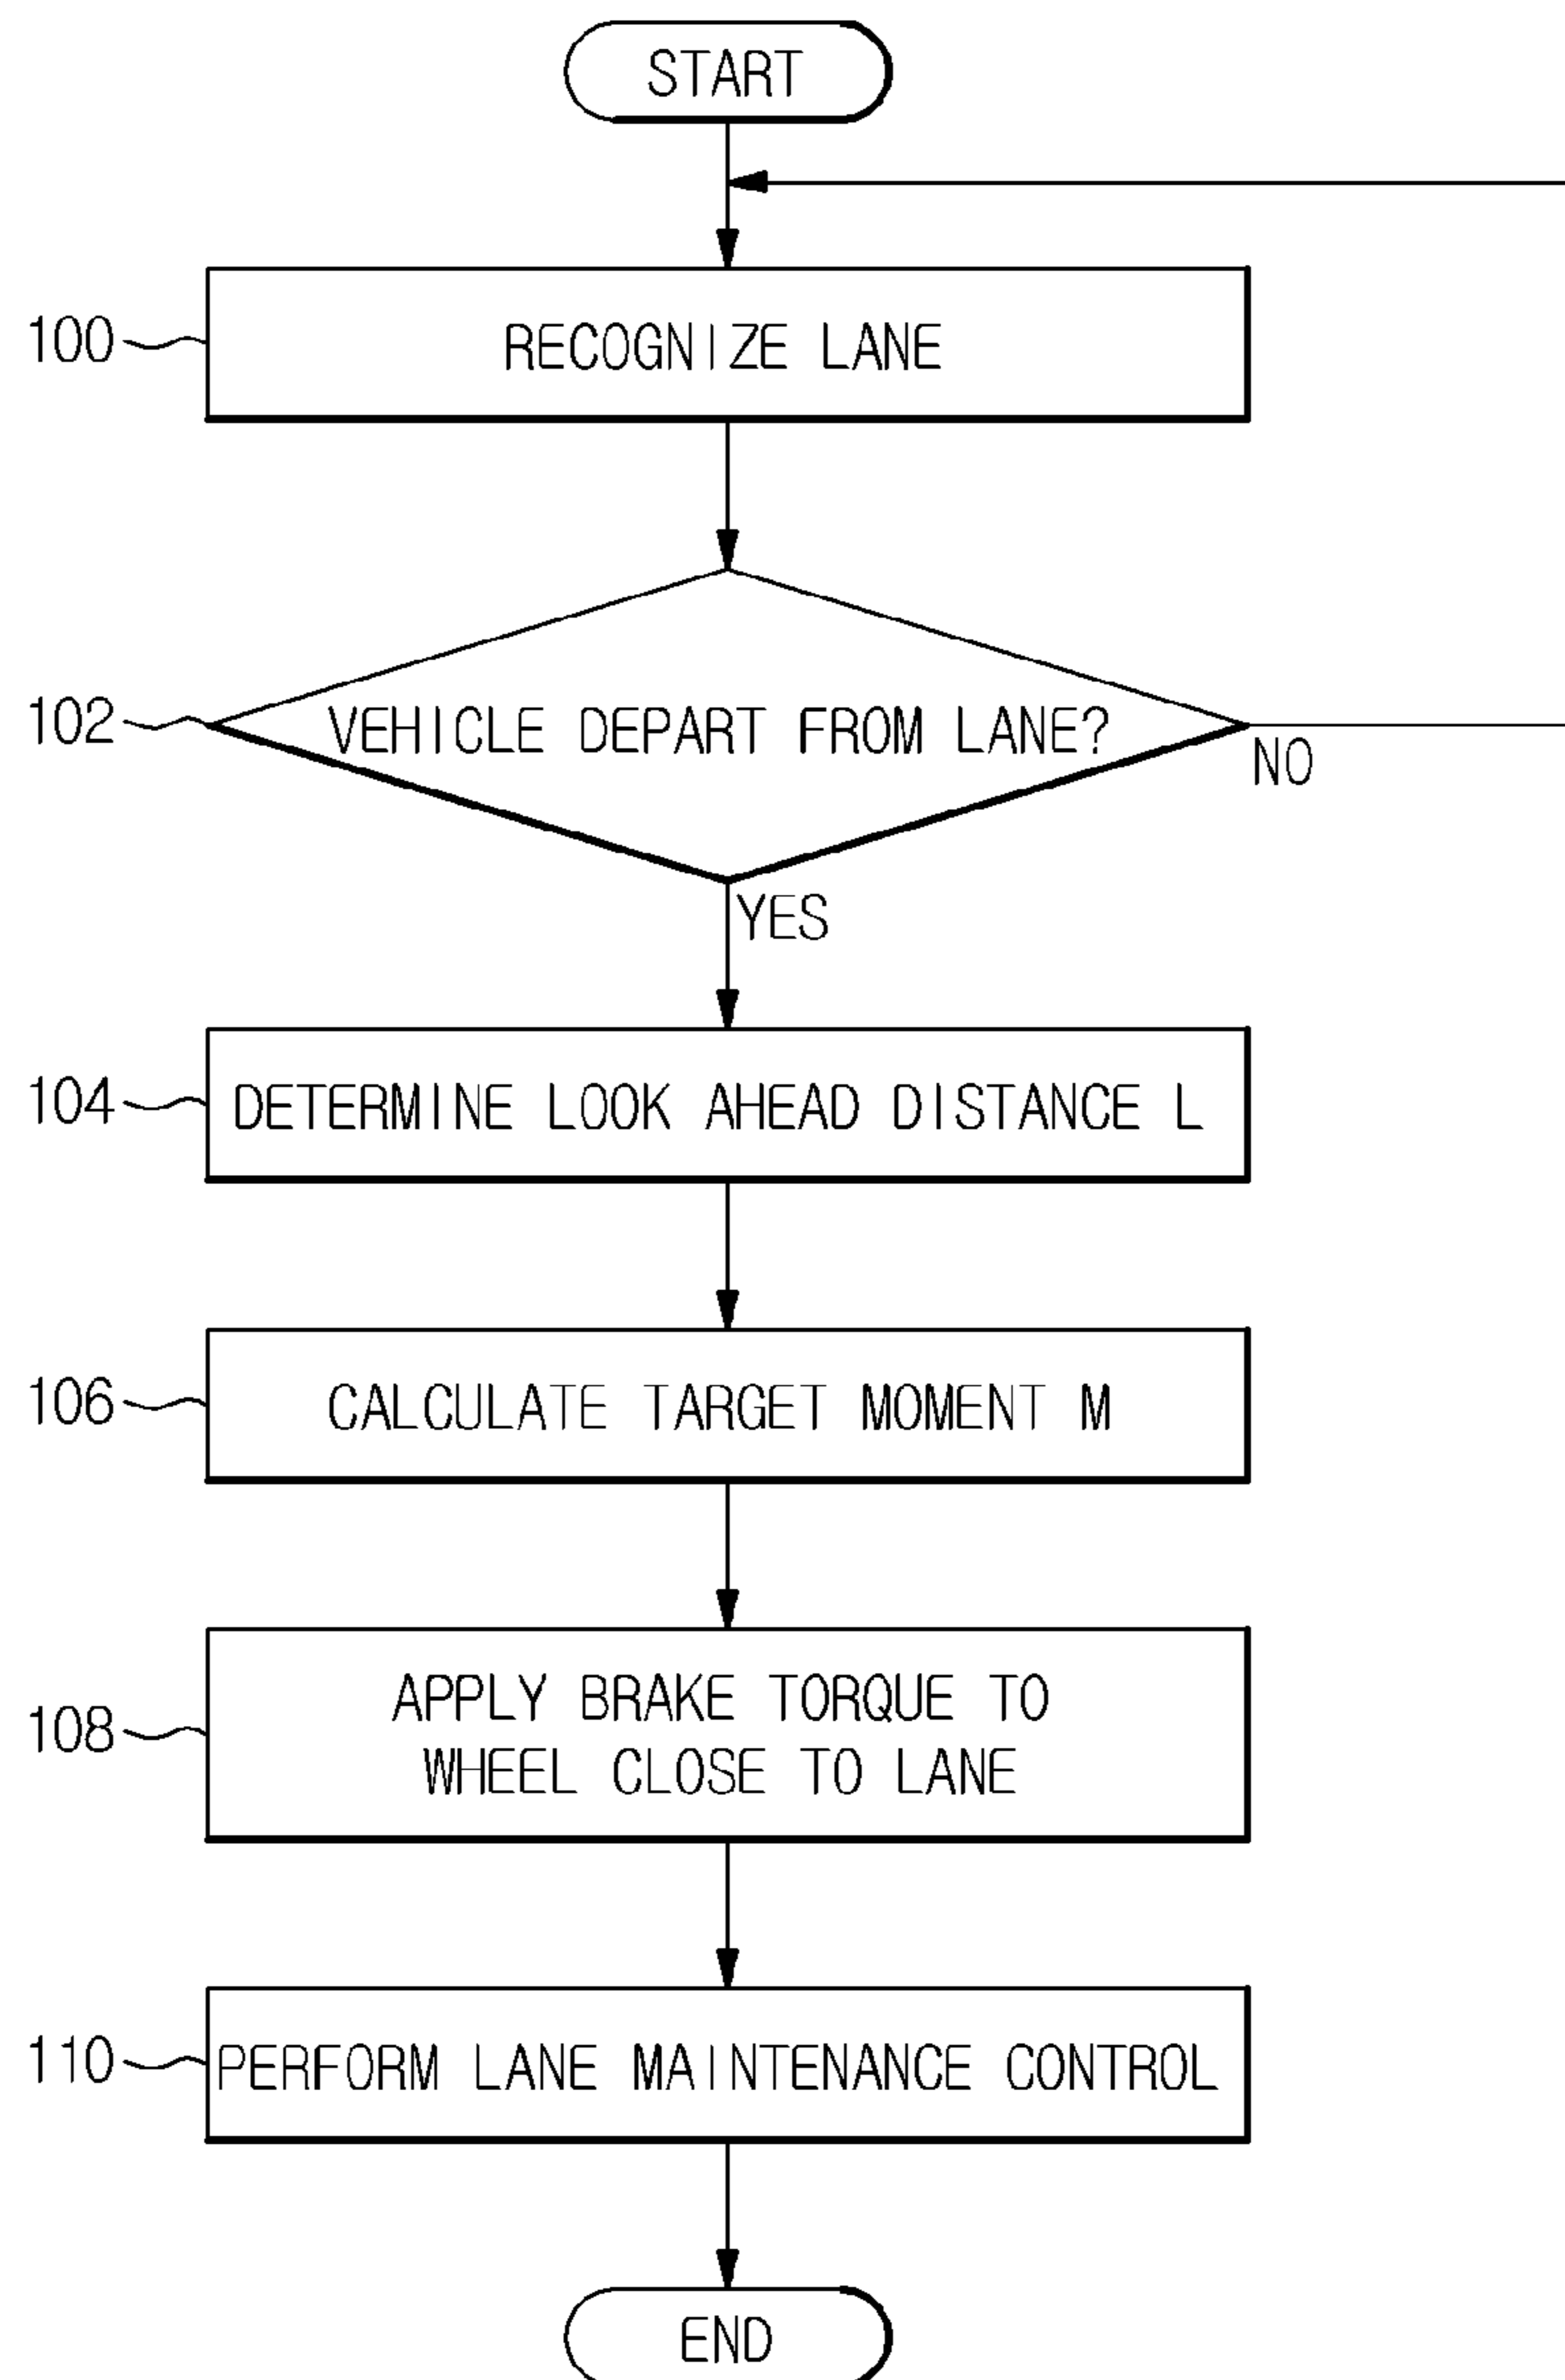 START
100
RECOGNIZE LANE
102
VEHICLE DEPART FROM LANE?
NO
YES
104
DETERMINE LOOK AHEAD DISTANCE L
106
CALCULATE TARGET MOMENT M
108
APPLY BRAKE TORQUE TO
WHEEL CLOSE TO LANE
110
PERFORM LANE MAINTENANCE CONTROL
END